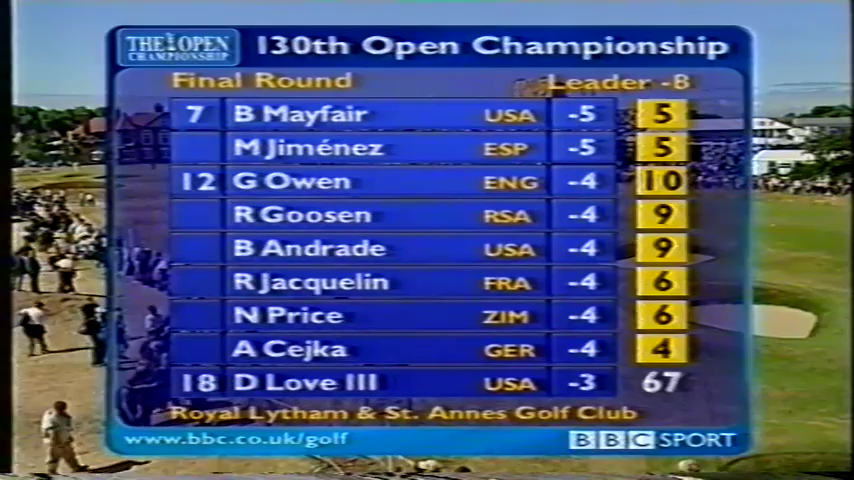 THE OPEN
CHAMPIONSHIP
130th Open Championship
Final Round Leader -8
7 B Mayfair USA -5 5
M Jiménez ESP -5 5
12 G Owen ENG -4 10
R Goosen RSA -4 9
B Andrade USA -4 9
R Jacquelin FRA -4 6
N Price ZIM -4 6
A Cejka GER -4 4
18 D Love III USA -3 67
Royal Lytham & St. Annes Golf Club
www.bbc.co.uk/golf BBC SPORT